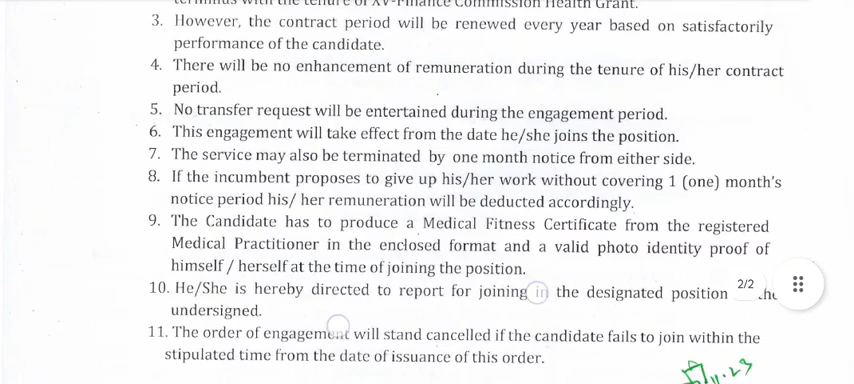 terminus with the tenure of XV-Finance Commission Health Grant.
3. However, the contract period will be renewed every year based on satisfactorily
performance of the candidate.
4. There will be no enhancement of remuneration during the tenure of his/her contract
period.
5. No transfer request will be entertained during the engagement period.
6. This engagement will take effect from the date he/she joins the position.
7. The service may also be terminated by one month notice from either side.
8. If the incumbent proposes to give up his/her work without covering 1 (one) month's
notice period his/ her remuneration will be deducted accordingly.
9. The Candidate has to produce a Medical Fitness Certificate from the registered
Medical Practitioner in the enclosed format and a valid photo identity proof of
himself / herself at the time of joining the position.
10. He/She is hereby directed to report for joining in the designated position
2/2
undersigned.
11. The order of engagement will stand cancelled if the candidate fails to join within the
stipulated time from the date of issuance of this order.